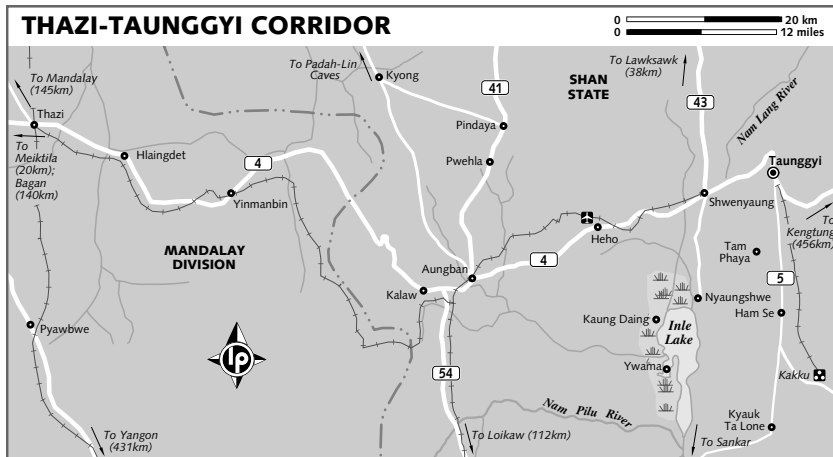 THAZI-TAUNGGYI CORRIDOR
0
20 km
0
12 miles
To Mandalay
(145km)
To Padah-Lin
Caves
Kyong
41
SHAN
STATE
To Lawksawk
(38km)
43
Nam Lang River
Thazi
Pindaya
Taunggyi
To
Meiktila
(20km);
Bagan
(140km)
Hlaingdet
4
Pwehla
Yinmanbin
Shwenyaung
To
Kengtung
(456km)
Heho
MANDALAY
DIVISION
Tam
Phaya
Aungban
4
5
Kalaw
Nyaungshwe
Kaung Daing
Ham Se
Inle
Lake
Pyawbwe
lp
54
Ywama
Kakku
Nam Pilu River
Kyauk
Ta Lone
To Yangon
(431km)
To Loikaw (112km)
To Sankar